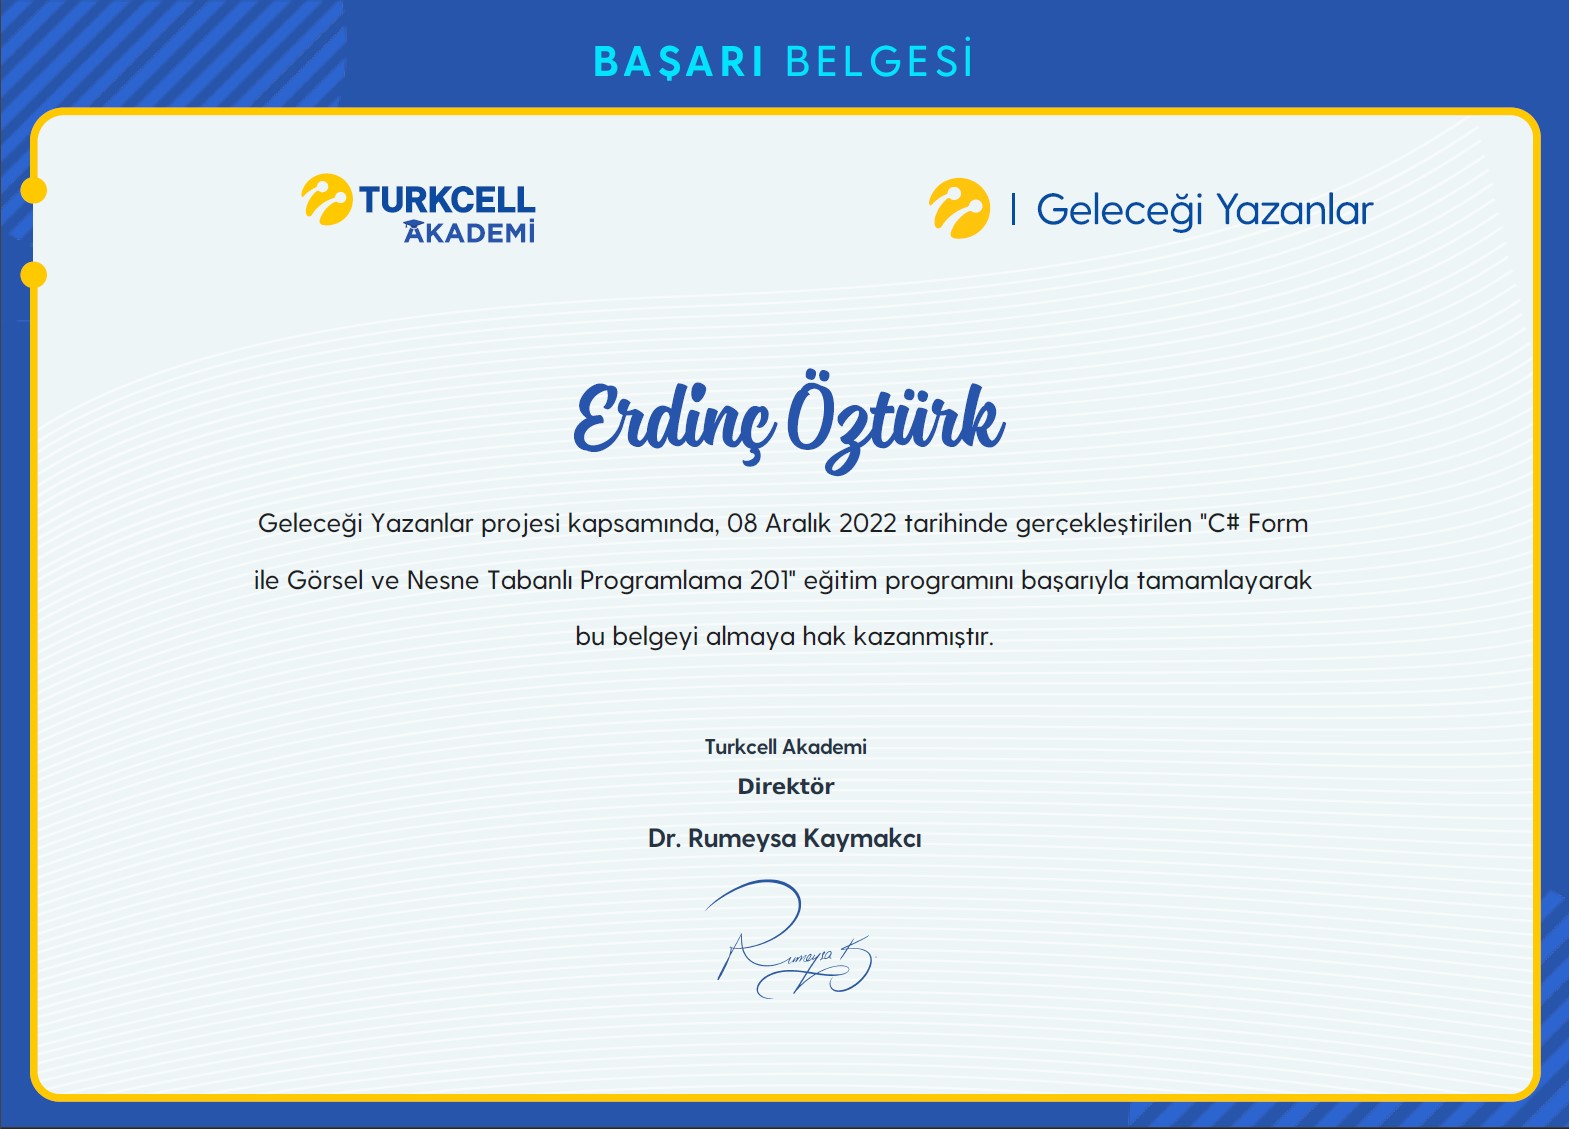 BAŞARI BELGESİ
TURKCELL
AKADEMİ
| Geleceği Yazanlar
Erdinç Öztürk
Geleceği Yazanlar projesi kapsamında, 08 Aralık 2022 tarihinde gerçekleştirilen "C# Form
ile Görsel ve Nesne Tabanlı Programlama 201" eğitim programını başarıyla tamamlayarak
bu belgeyi almaya hak kazanmıştır.
Turkcell Akademi
Direktör
Dr. Rumeysa Kaymakcı
Rumeysa K